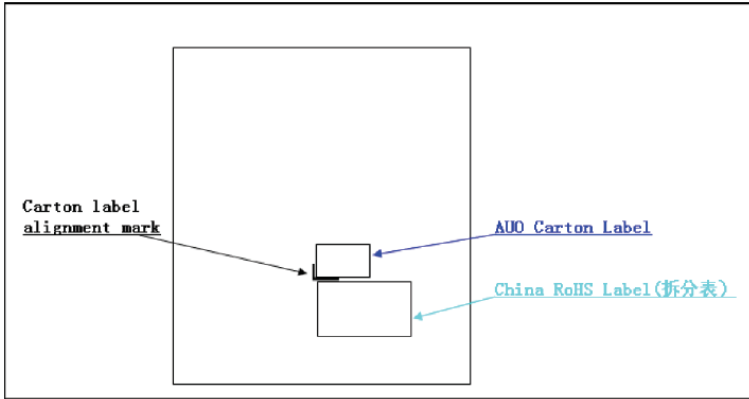 Carton label
alignment mark
AUO Carton Label
China RoHS Label(拆分表)